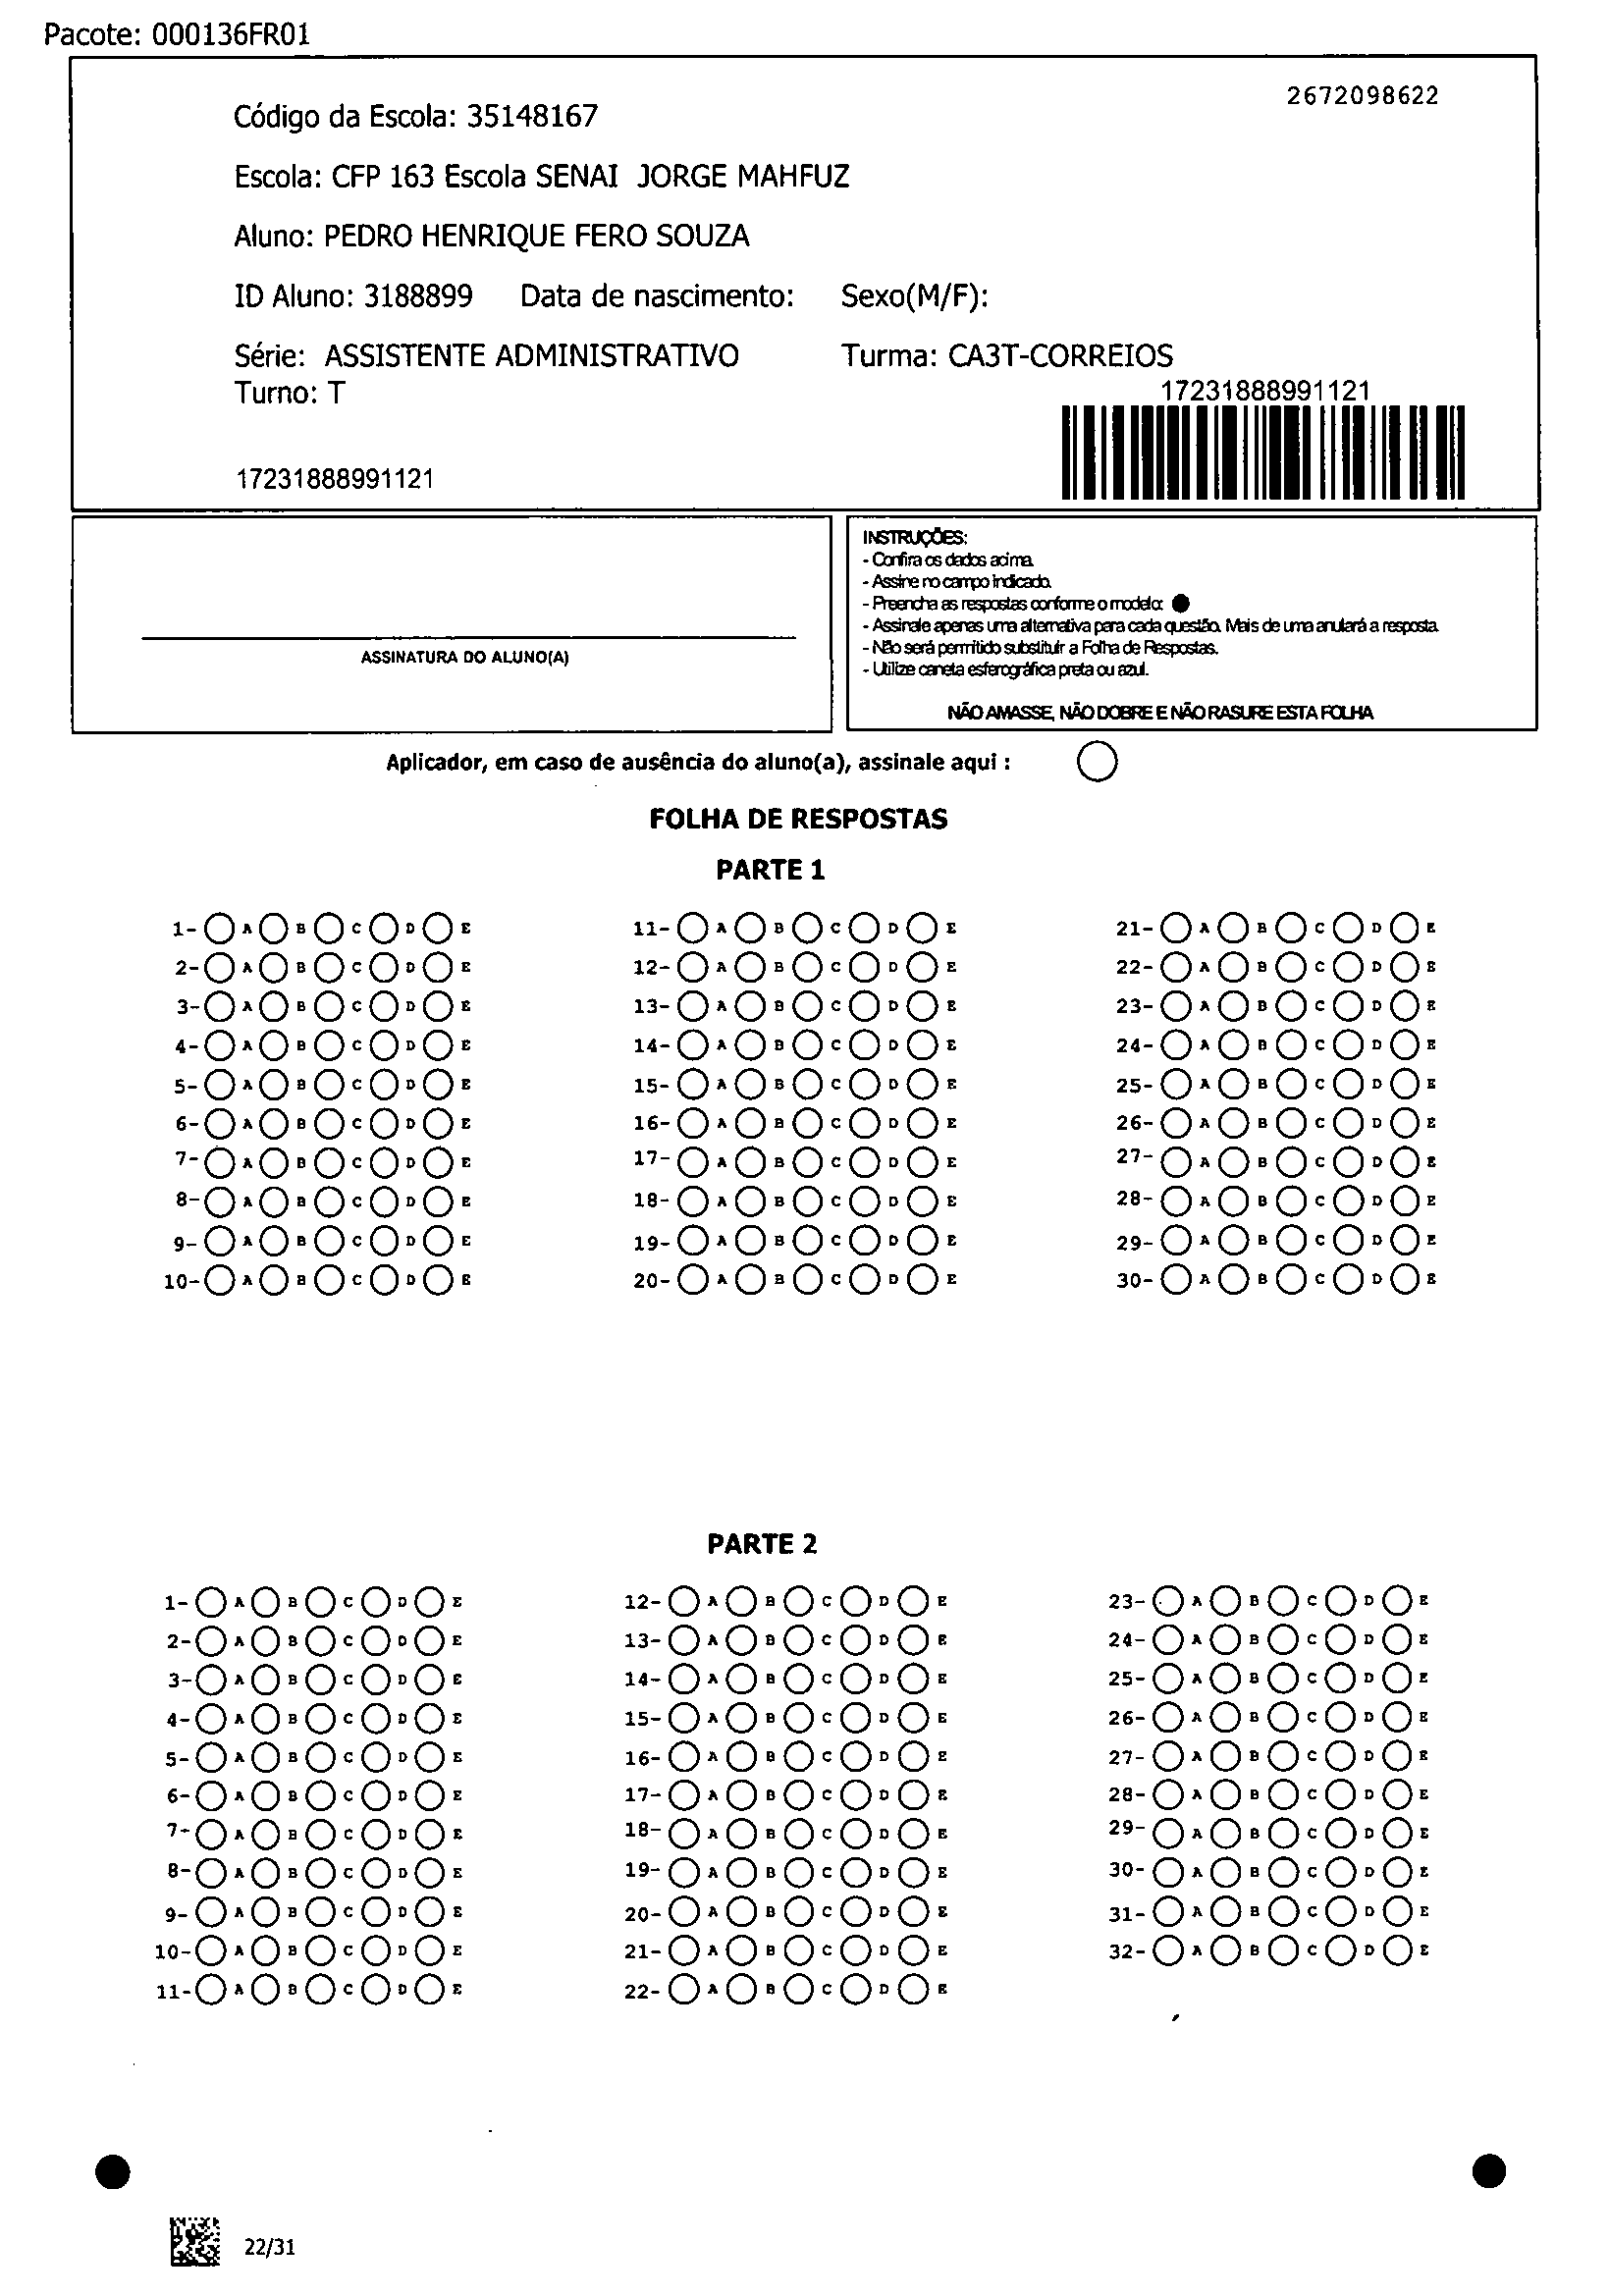 Pacote: 000136FR01
2672098622
Código da Escola: 35148167
Escola: CFP 163 Escola SENAI JORGE MAHFUZ
Aluno: PEDRO HENRIQUE FERO SOUZA
ID Aluno: 3188899 Data de nascimento: Sexo(M/F):
Série: ASSISTENTE ADMINISTRATIVO Turma: CA3T-CORREIOS
Turno: T
17231888991121
17231888991121
ASSINATURA DO ALUNO(A)
INSTRUÇÕES:
- Confira os dados acima.
- Assine no campo indicado.
- Preencha as respostas conforme o modelo:
- Assinale apenas uma alternativa para cada questão. Mais de uma anulará a resposta.
- Não será permitido substituir a Folha de Respostas.
- Utilize caneta esferográfica preta ou azul.
NÃO AMASSE, NÃO DOBRE E NÃO RASURE ESTA FOLHA
Aplicador, em caso de ausência do aluno(a), assinale aqui :
FOLHA DE RESPOSTAS
PARTE 1
1- A B C D E 11- A B C D E 21- A B C D E
2- A B C D E 12- A B C D E 22- A B C D E
3- A B C D E 13- A B C D E 23- A B C D E
4- A B C D E 14- A B C D E 24- A B C D E
5- A B C D E 15- A B C D E 25- A B C D E
6- A B C D E 16- A B C D E 26- A B C D E
7- A B C D E 17- A B C D E 27- A B C D E
8- A B C D E 18- A B C D E 28- A B C D E
9- A B C D E 19- A B C D E 29- A B C D E
10- A B C D E 20- A B C D E 30- A B C D E
PARTE 2
1- A B C D E 12- A B C D E 23- A B C D E
2- A B C D E 13- A B C D E 24- A B C D E
3- A B C D E 14- A B C D E 25- A B C D E
4- A B C D E 15- A B C D E 26- A B C D E
5- A B C D E 16- A B C D E 27- A B C D E
6- A B C D E 17- A B C D E 28- A B C D E
7- A B C D E 18- A B C D E 29- A B C D E
8- A B C D E 19- A B C D E 30- A B C D E
9- A B C D E 20- A B C D E 31- A B C D E
10- A B C D E 21- A B C D E 32- A B C D E
11- A B C D E 22- A B C D E
22/31